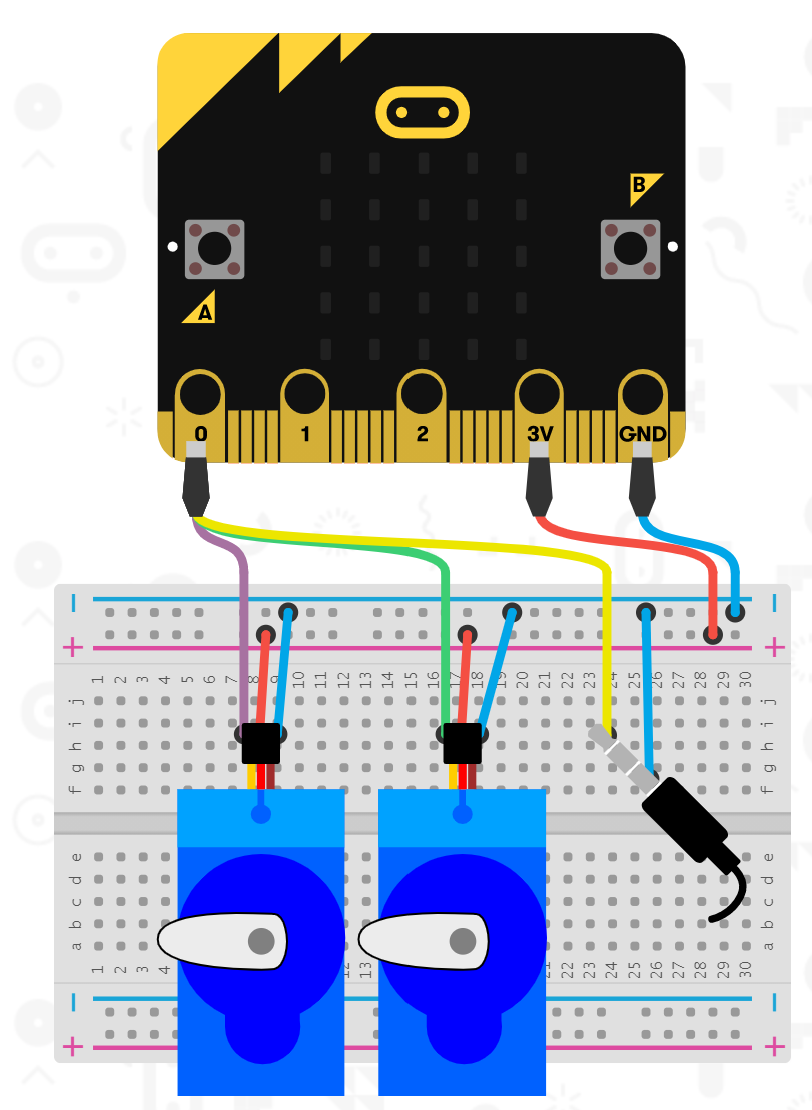 B
A
0 1 2 3V GND
− −
+ +
1 2 3 4 5 6 7 8 9 10 11 12 13 14 15 16 17 18 19 20 21 22 23 24 25 26 27 28 29 30
j j
i i
h h
g g
f f
e e
d d
c c
b b
a a
1 2 3 4 12 13 21 22 23 24 25 26 27 28 29 30
− −
+ +